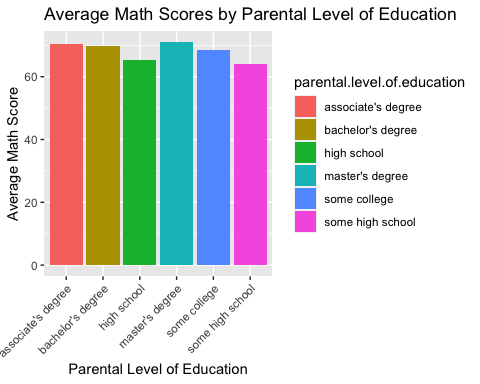 Average Math Scores by Parental Level of Education
Average Math Score
60
40
20
0
associate's degree
bachelor's degree
high school
master's degree
some college
some high school
Parental Level of Education
parental.level.of.education
associate's degree
bachelor's degree
high school
master's degree
some college
some high school